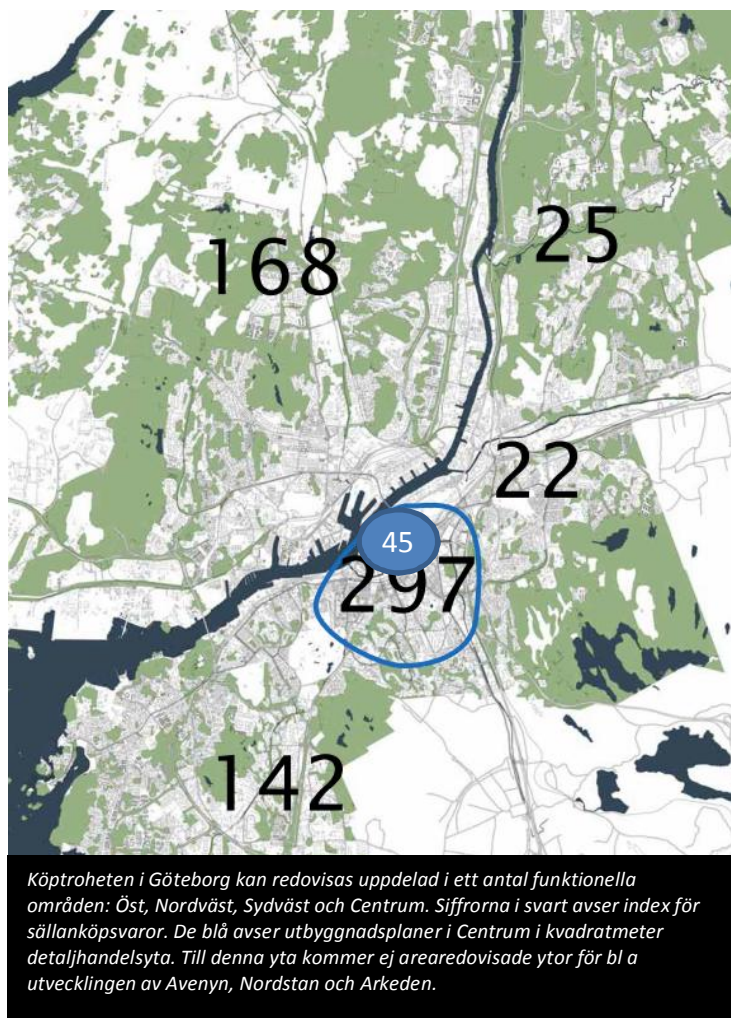 168
25
22
45
297
142
Köptroheten i Göteborg kan redovisas uppdelad i ett antal funktionella
områden: Öst, Nordväst, Sydväst och Centrum. Siffrorna i svart avser index för
sällanköpsvaror. De blå avser utbyggnadsplaner i Centrum i kvadratmeter
detaljhandelsyta. Till denna yta kommer ej arearedovisade ytor för bl a
utvecklingen av Avenyn, Nordstan och Arkeden.